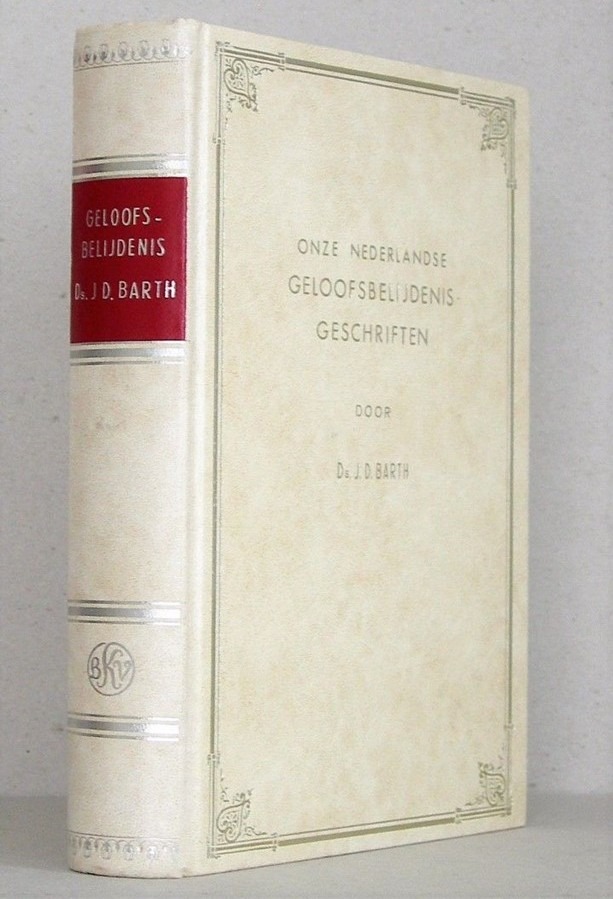 GELOOFS-
BELIJDENIS
Ds. J D. BARTH
BKV
ONZE NEDERLANDSE
GELOOFSBELIJDENIS-
GESCHRIFTEN
DOOR
Ds. J. D. BARTH